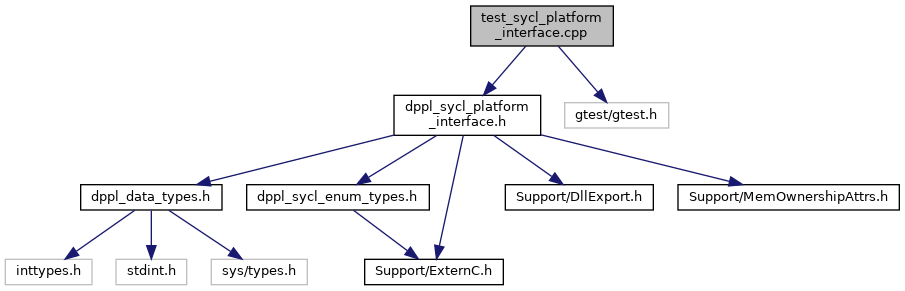 test_sycl_platform
_interface.cpp
dppl_sycl_platform
_interface.h
gtest/gtest.h
dppl_data_types.h
dppl_sycl_enum_types.h
Support/DllExport.h
Support/MemOwnershipAttrs.h
inttypes.h
stdint.h
sys/types.h
Support/ExternC.h